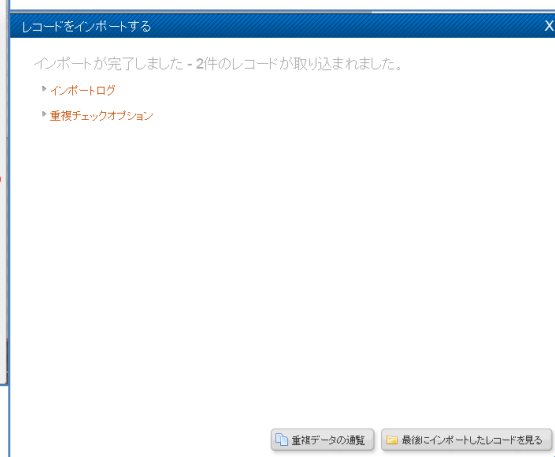 レコードをインポートする X
インポートが完了しました - 2件のレコードが取り込まれました。
インポートログ
重複チェックオプション
重複データの通覧 最後にインポートしたレコードを見る